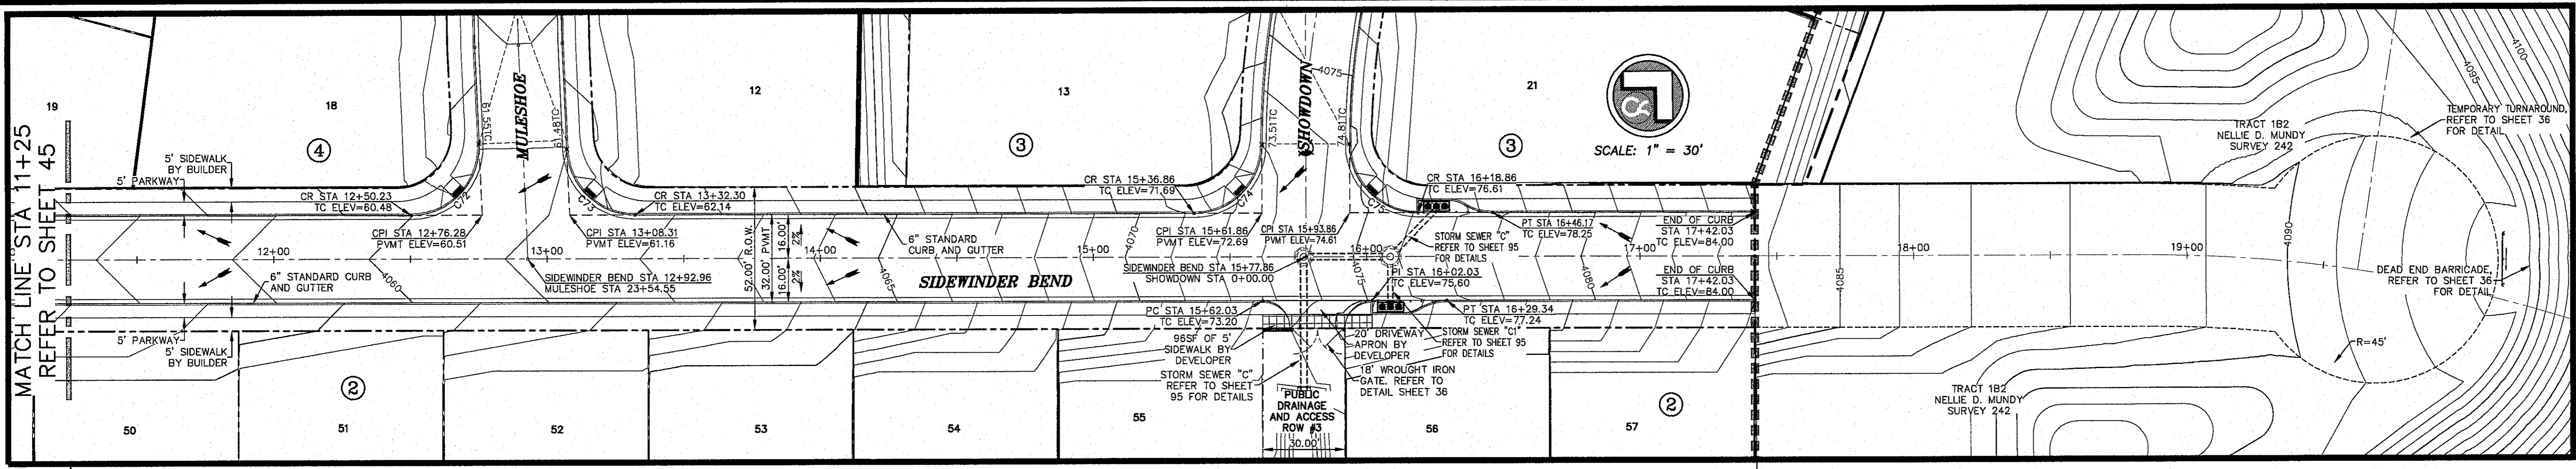 MATCH LINE STA 11+25
REFER TO SHEET 45
19
18
4
5' SIDEWALK
BY BUILDER
5' PARKWAY
CR STA 12+50.23
TC ELEV=60.48
C72
61.55TC
MULESHOE
61.48TC
C73
CPI STA 12+76.28
PVMT ELEV=60.51
CPI STA 13+08.31
PVMT ELEV=61.16
CR STA 13+32.30
TC ELEV=62.14
12
13
3
CR STA 15+36.86
TC ELEV=71.69
C74
73.51TC
SHOWDOWN
4075
74.81TC
C75
CPI STA 15+61.86
PVMT ELEV=72.69
CPI STA 15+93.86
PVMT ELEV=74.61
CR STA 16+18.86
TC ELEV=76.61
21
3
SCALE: 1" = 30'
PT STA 16+46.17
TC ELEV=78.25
END OF CURB
STA 17+42.03
TC ELEV=84.00
STORM SEWER "C"
REFER TO SHEET 95
FOR DETAILS
12+00
13+00
14+00
15+00
16+00
17+00
18+00
19+00
4060
4065
4070
4075
4080
4085
4090
4095
4100
6" STANDARD CURB
AND GUTTER
SIDEWINDER BEND STA 12+92.96
MULESHOE STA 23+54.55
52.00' R.O.W.
32.00' PVMT
16.00'
16.00'
2%
2%
6" STANDARD
CURB AND GUTTER
SIDEWINDER BEND
SIDEWINDER BEND STA 15+77.86
SHOWDOWN STA 0+00.00
PI STA 16+02.03
TC ELEV=75.60
END OF CURB
STA 17+42.03
TC ELEV=84.00
PC STA 15+62.03
TC ELEV=73.20
PT STA 16+29.34
TC ELEV=77.24
5' PARKWAY
5' SIDEWALK
BY BUILDER
96SF OF 5'
SIDEWALK BY
DEVELOPER
20' DRIVEWAY
APRON BY
DEVELOPER
STORM SEWER "C1"
REFER TO SHEET 95
FOR DETAILS
STORM SEWER "C"
REFER TO SHEET
95 FOR DETAILS
18' WROUGHT IRON
GATE. REFER TO
DETAIL SHEET 36
PUBLIC
DRAINAGE
AND ACCESS
ROW #3
30.00'
2
2
50
51
52
53
54
55
56
57
TRACT 1B2
NELLIE D. MUNDY
SURVEY 242
TEMPORARY TURNAROUND,
REFER TO SHEET 36
FOR DETAIL
DEAD END BARRICADE,
REFER TO SHEET 36
FOR DETAIL
R=45'
TRACT 1B2
NELLIE D. MUNDY
SURVEY 242